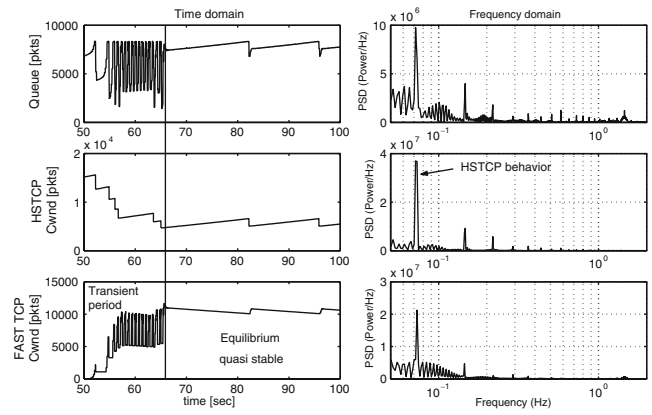 Time domain
Frequency domain
10000
5000
0
50 60 70 80 90 100
Queue [pkts]
x 10^6
10
5
0
10^-1 10^0
PSD (Power/Hz)
x 10^4
2
1
0
50 60 70 80 90 100
HSTCP
Cwnd [pkts]
x 10^7
4
2
0
HSTCP behavior
10^-1 10^0
PSD (Power/Hz)
15000
10000
5000
0
Transient
period
Equilibrium
quasi stable
50 60 70 80 90 100
time [sec]
FAST TCP
Cwnd [pkts]
x 10^7
3
2
1
0
10^-1 10^0
Frequency (Hz)
PSD (Power/Hz)